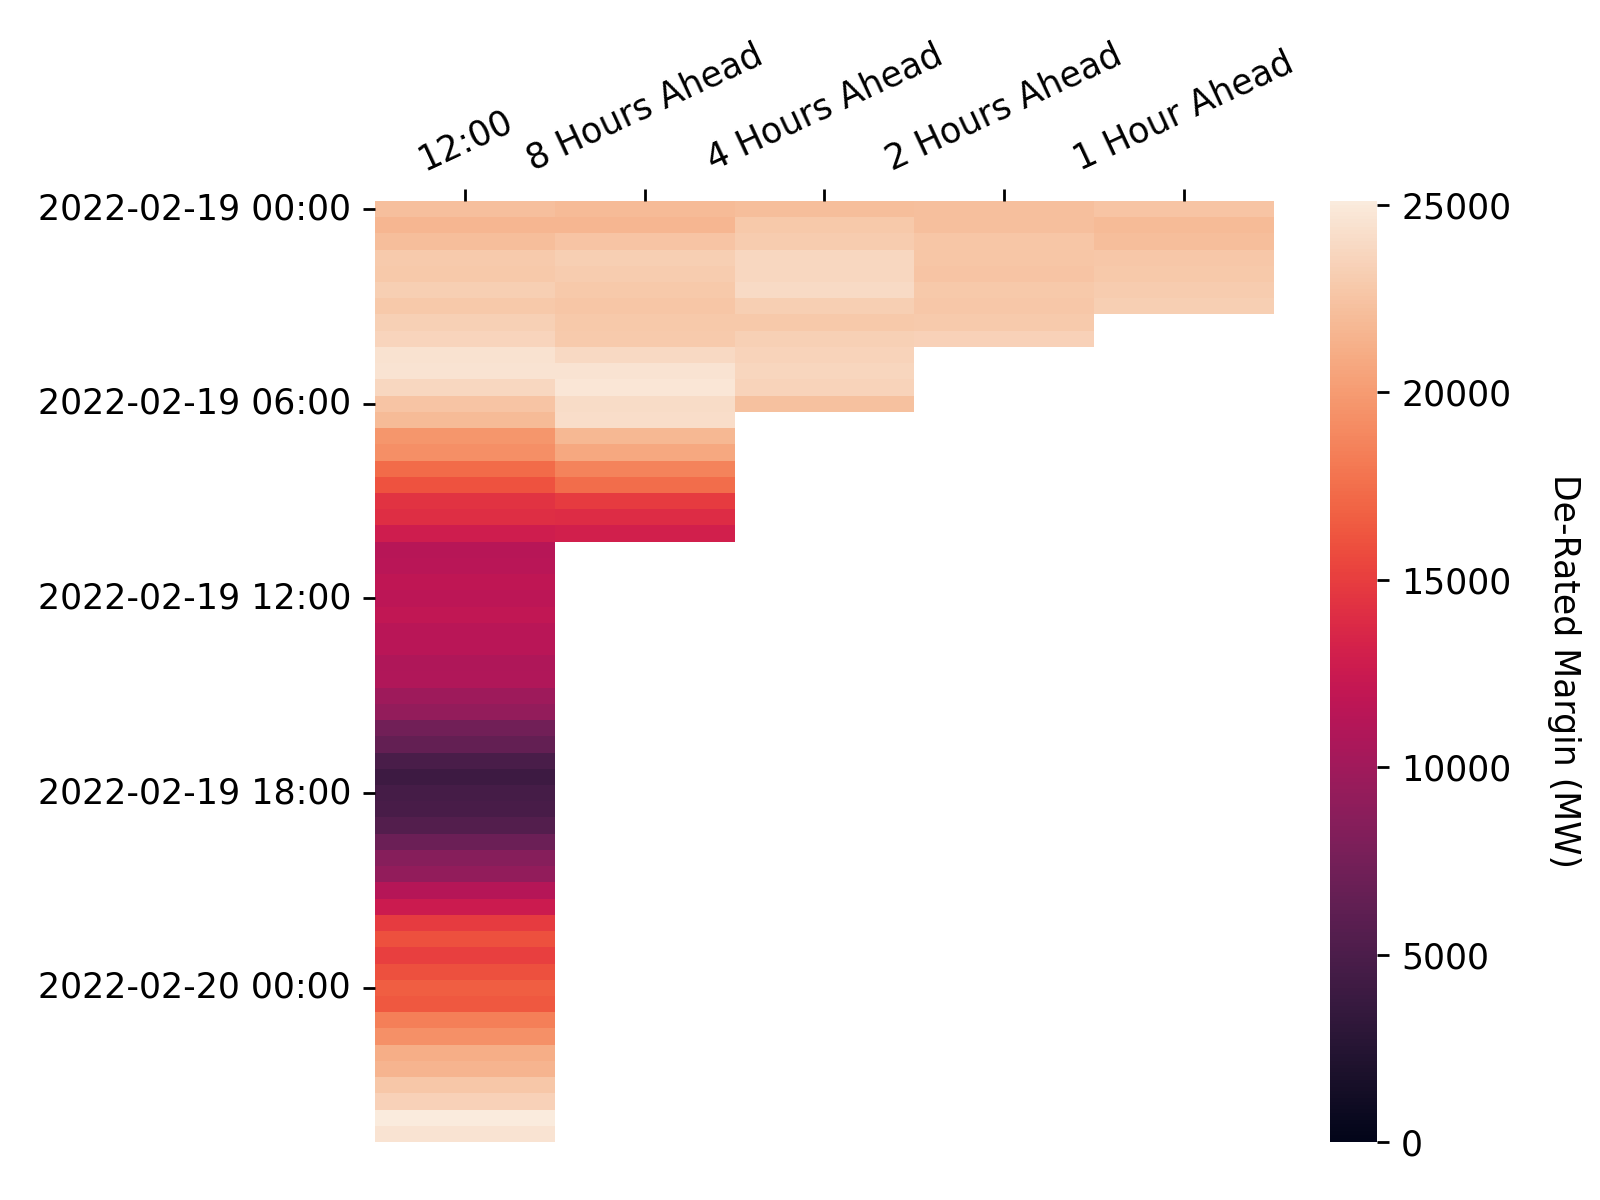 12:00
8 Hours Ahead
4 Hours Ahead
2 Hours Ahead
1 Hour Ahead
2022-02-19 00:00
2022-02-19 06:00
2022-02-19 12:00
2022-02-19 18:00
2022-02-20 00:00
25000
20000
15000
10000
5000
0
De-Rated Margin (MW)